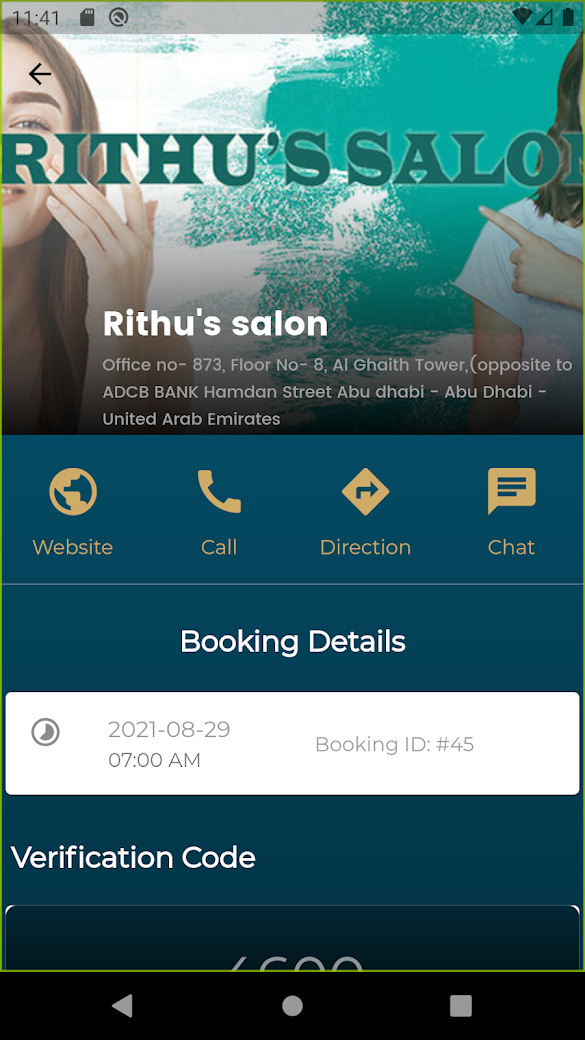 11:41
RITHU'S SALON
Rithu's salon
Office no- 873, Floor No- 8, Al Ghaith Tower,(opposite to
ADCB BANK Hamdan Street Abu dhabi - Abu Dhabi -
United Arab Emirates
Website
Call
Direction
Chat
Booking Details
2021-08-29
07:00 AM
Booking ID: #45
Verification Code